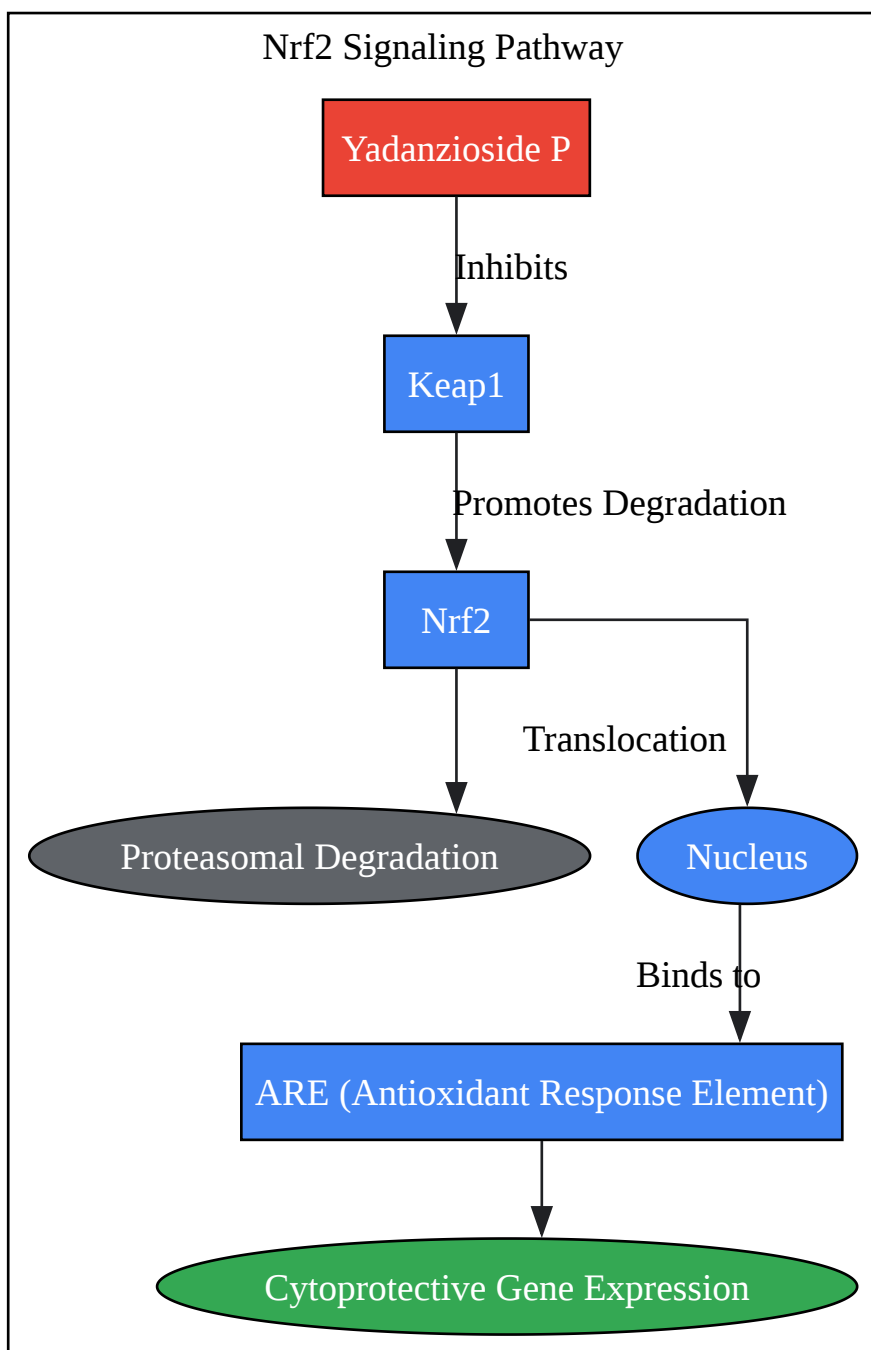 Nrf2 Signaling Pathway
Yadanzioside P
Inhibits
Keap1
Promotes Degradation
Nrf2
Translocation
Proteasomal Degradation
Nucleus
Binds to
ARE (Antioxidant Response Element)
Cytoprotective Gene Expression